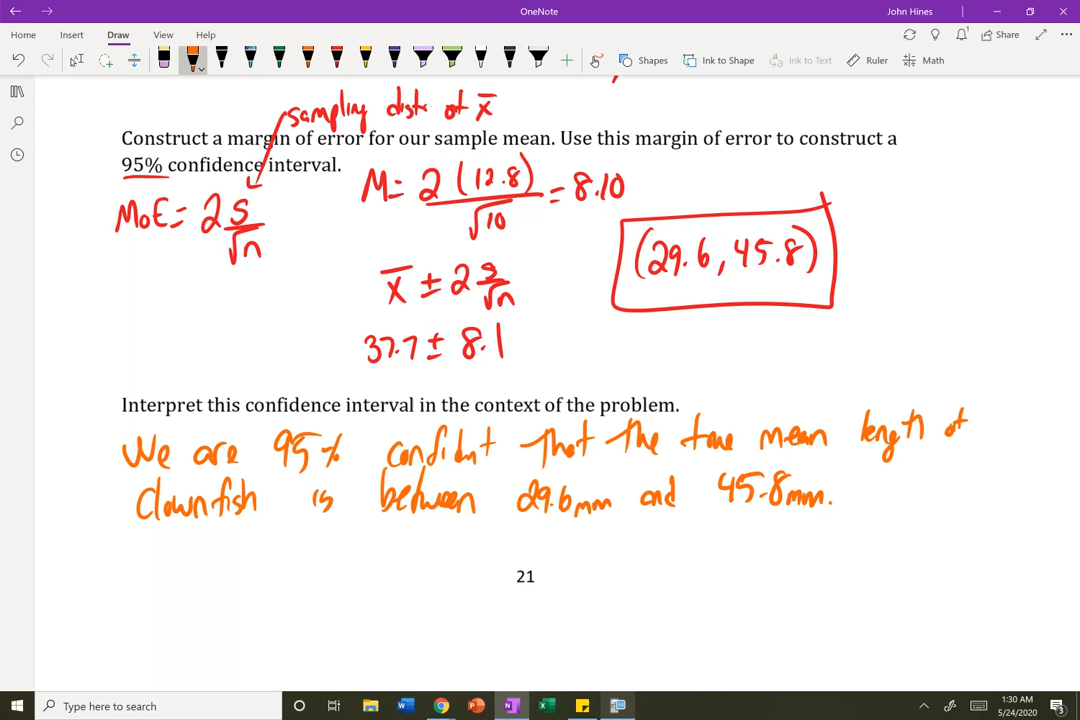 OneNote
John Hines
Home Insert Draw View Help
Share
Shapes Ink to Shape Ink to Text Ruler Math
sampling distr of x̄
Construct a margin of error for our sample mean. Use this margin of error to construct a
95% confidence interval.
MoE = 2 s/√n
M = 2(12.8)/√10 = 8.10
(29.6, 45.8)
x̄ ± 2 s/√n
37.7 ± 8.1
Interpret this confidence interval in the context of the problem.
We are 95% confident that the true mean length of
clownfish is between 29.6mm and 45.8mm.
21
Type here to search
1:30 AM
5/24/2020
3